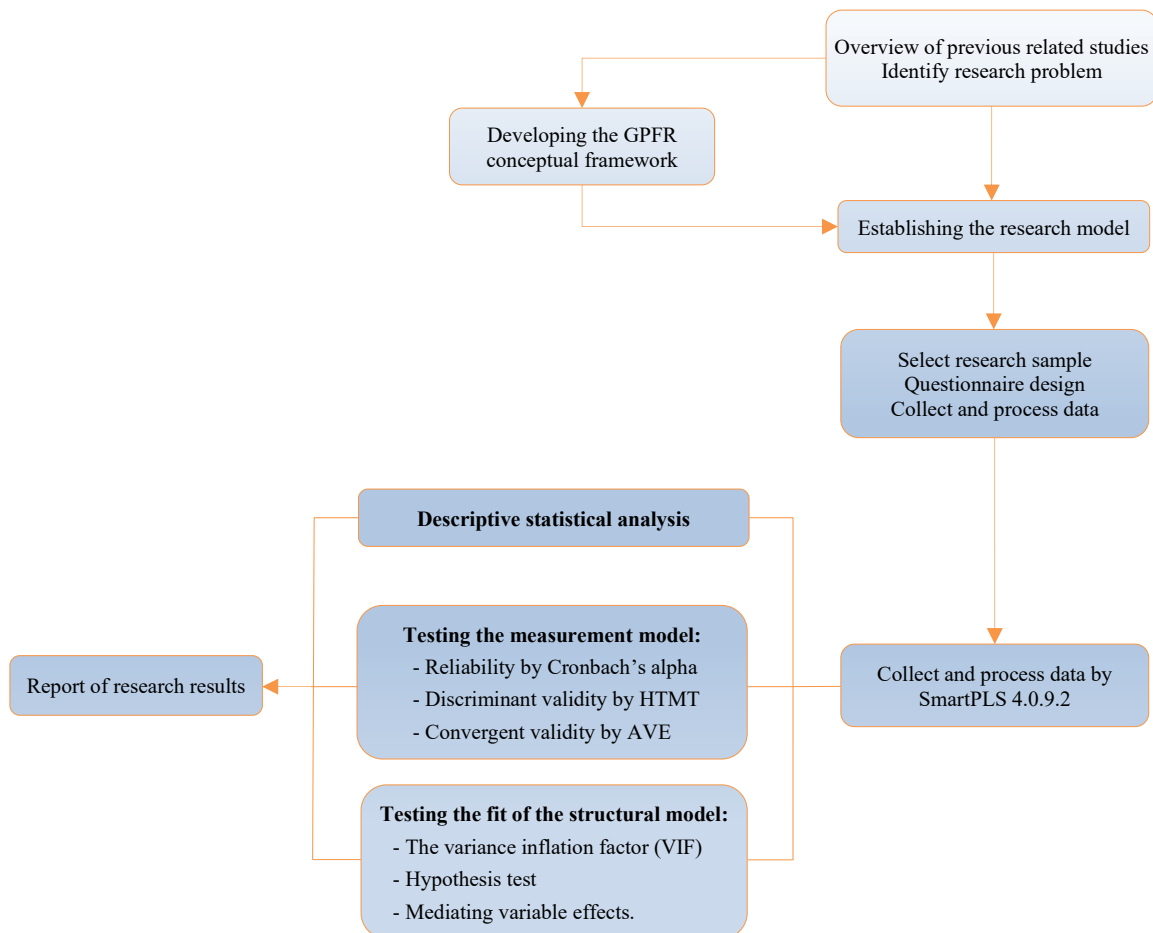 Overview of previous related studies
Identify research problem
Developing the GPFR
conceptual framework
Establishing the research model
Select research sample
Questionnaire design
Collect and process data
Descriptive statistical analysis
Testing the measurement model:
- Reliability by Cronbach’s alpha
- Discriminant validity by HTMT
- Convergent validity by AVE
Report of research results
Collect and process data by
SmartPLS 4.0.9.2
Testing the fit of the structural model:
- The variance inflation factor (VIF)
- Hypothesis test
- Mediating variable effects.